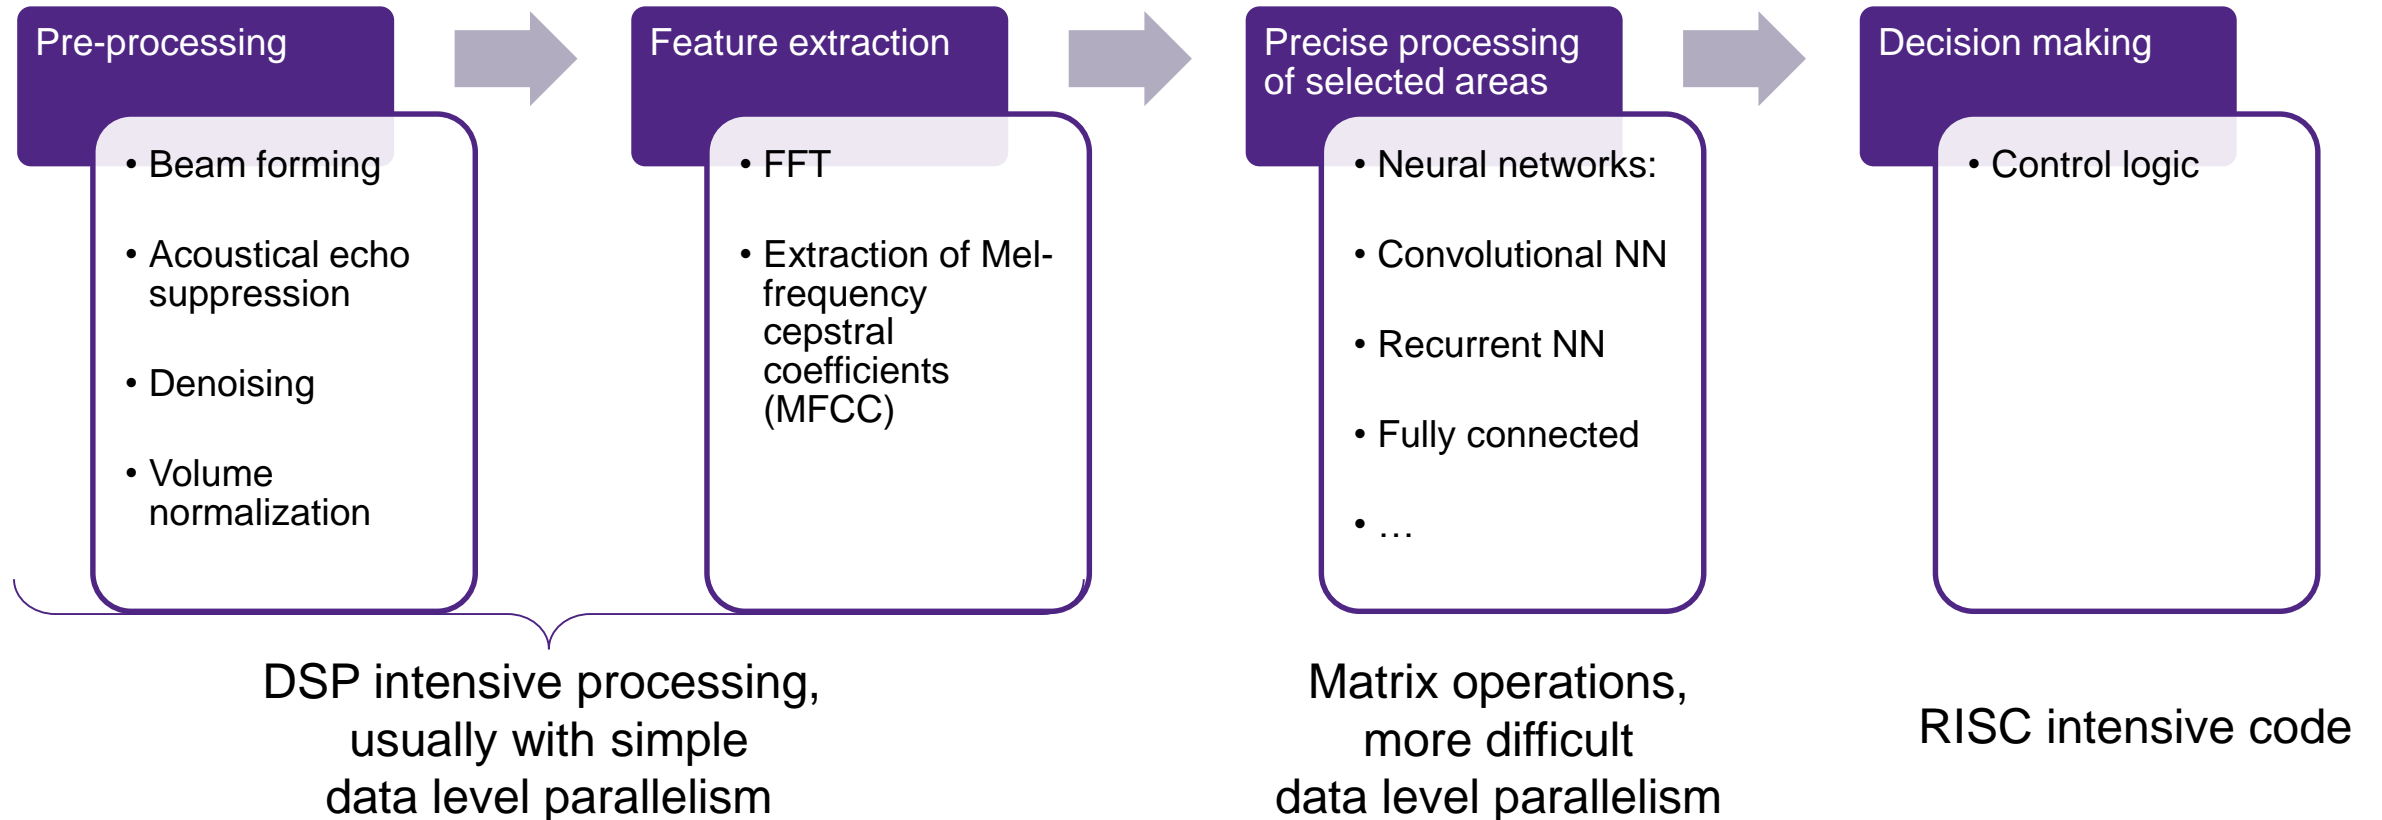 Pre-processing
• Beam forming
• Acoustical echo
suppression
• Denoising
• Volume
normalization
Feature extraction
• FFT
• Extraction of Mel-
frequency
cepstral
coefficients
(MFCC)
Precise processing
of selected areas
• Neural networks:
• Convolutional NN
• Recurrent NN
• Fully connected
• …
Decision making
• Control logic
DSP intensive processing,
usually with simple
data level parallelism
Matrix operations,
more difficult
data level parallelism
RISC intensive code